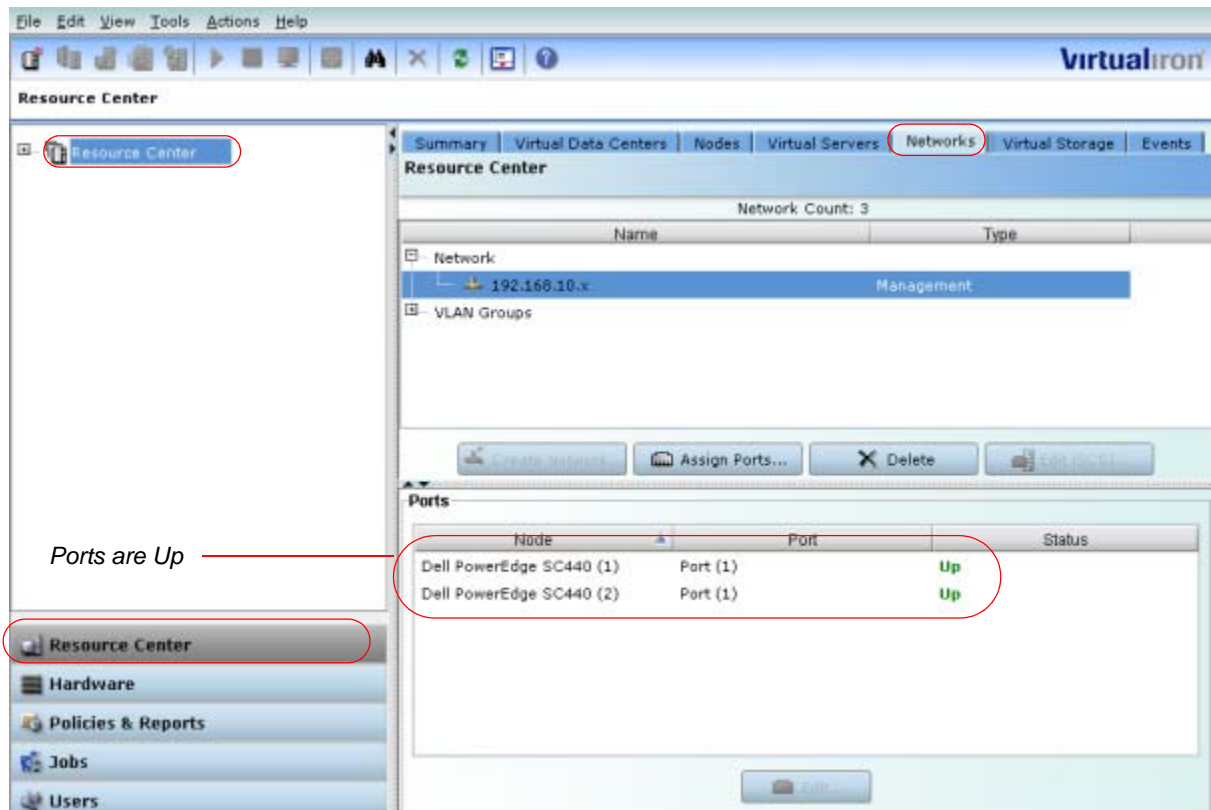 File Edit View Tools Actions Help
Virtualiron
Resource Center
Resource Center
Summary Virtual Data Centers Nodes Virtual Servers Networks Virtual Storage Events
Resource Center
Network Count: 3
Name Type
Network
192.168.10.x Management
VLAN Groups
Create Network... Assign Ports... Delete Edit iSCSI...
Ports
Node Port Status
Ports are Up
Dell PowerEdge SC440 (1) Port (1) Up
Dell PowerEdge SC440 (2) Port (1) Up
Resource Center
Hardware
Policies & Reports
Jobs
Users
Edit...